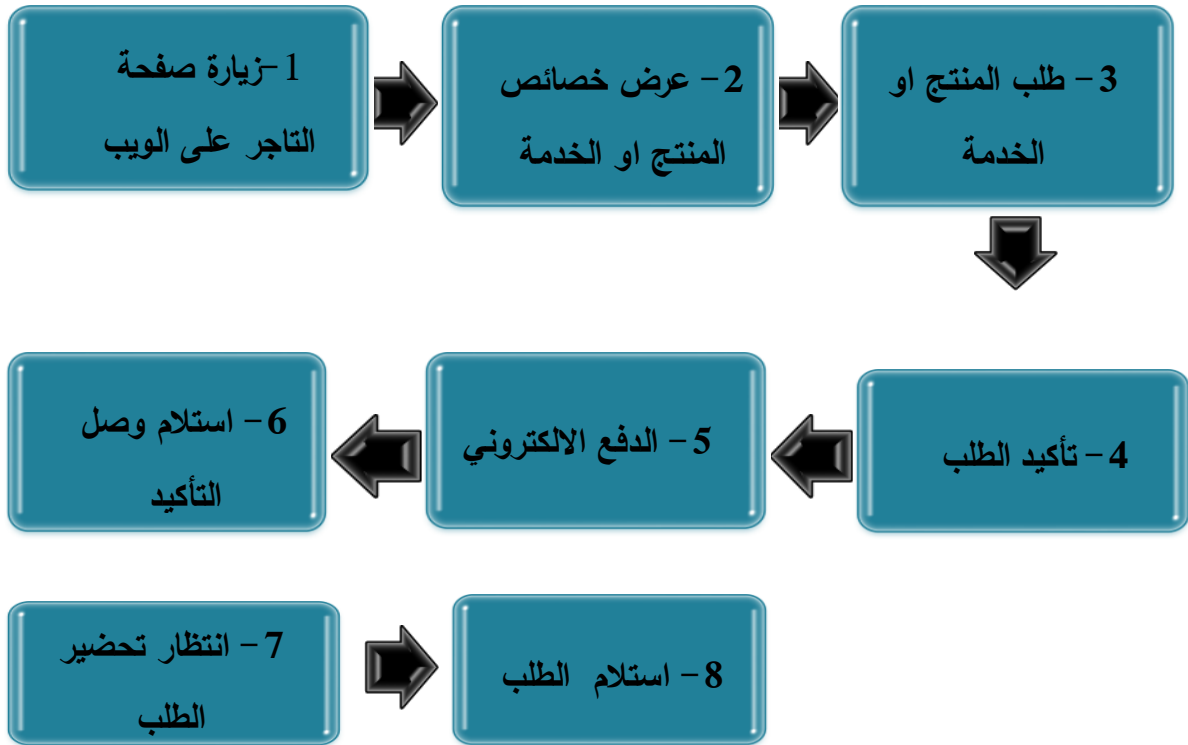 1-زيارة صفحة
التاجر على الويب
2- عرض خصائص
المنتج او الخدمة
3- طلب المنتج او
الخدمة
4- تأكيد الطلب
5- الدفع الالكتروني
6- استلام وصل
التأكيد
7- انتظار تحضير
الطلب
8- استلام الطلب